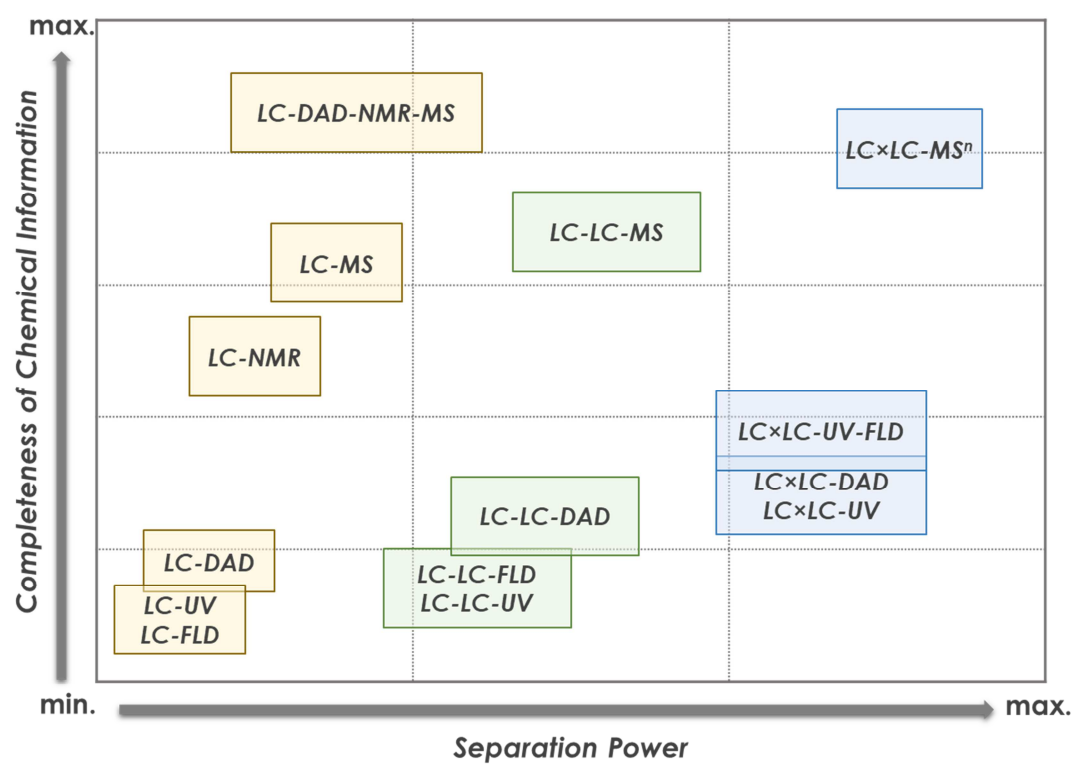 max.
Completeness of Chemical Information
LC-DAD-NMR-MS
LC×LC-MSⁿ
LC-LC-MS
LC-MS
LC-NMR
LC×LC-UV-FLD
LC×LC-DAD
LC×LC-UV
LC-LC-DAD
LC-DAD
LC-LC-FLD
LC-LC-UV
LC-UV
LC-FLD
min.
max.
Separation Power